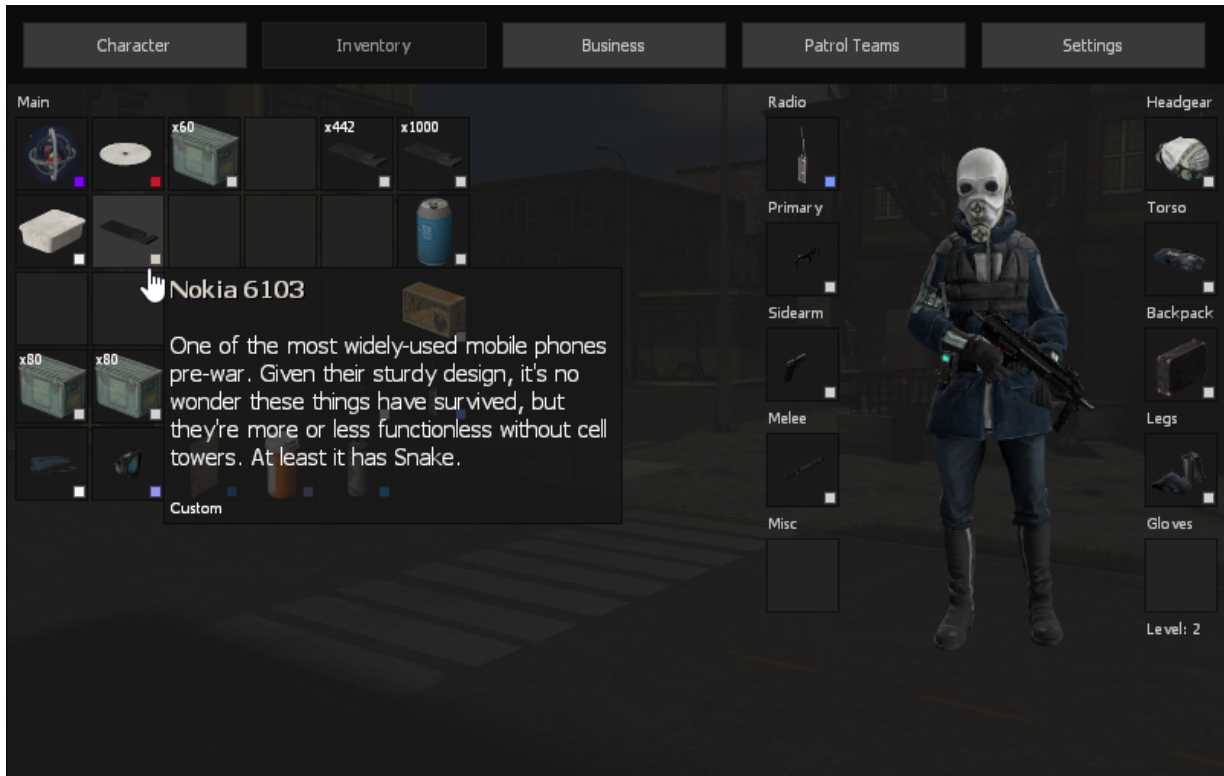 Character
Inventory
Business
Patrol Teams
Settings
Main
x60
x442
x1000
Nokia 6103
One of the most widely-used mobile phones
pre-war. Given their sturdy design, it's no
wonder these things have survived, but
they're more or less functionless without cell
towers. At least it has Snake.
Custom
x80
x80
Radio
Primary
Sidearm
Melee
Misc
Headgear
Torso
Backpack
Legs
Gloves
Level: 2